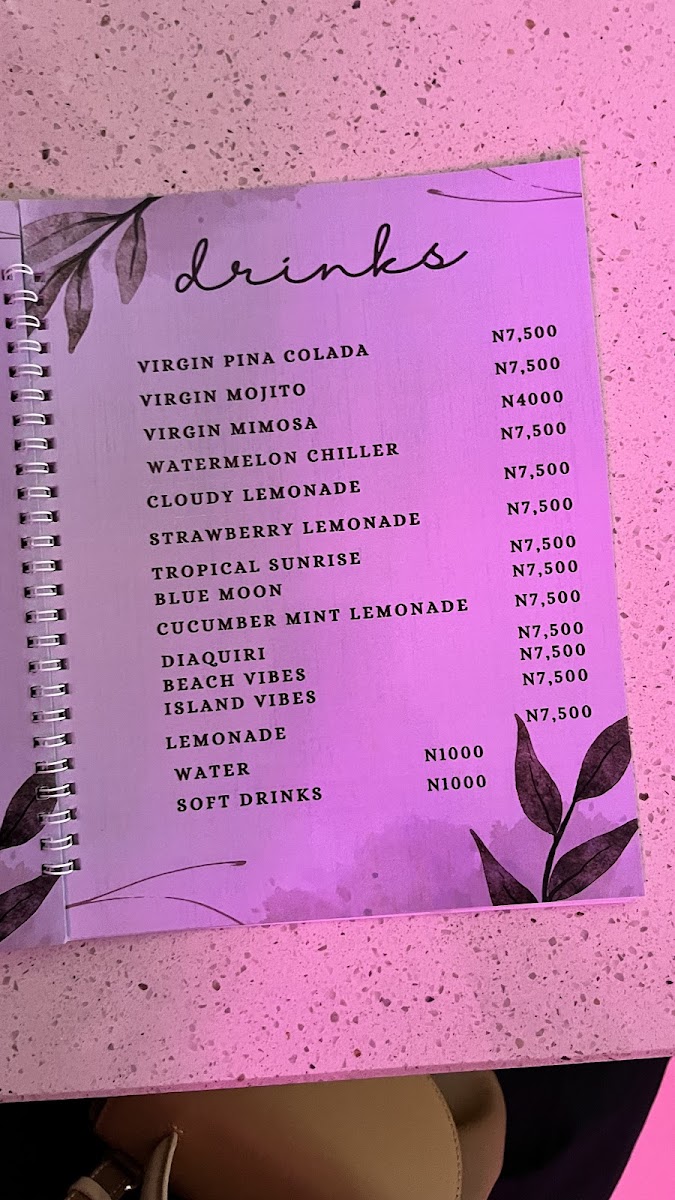 drinks
VIRGIN PINA COLADA N7,500
VIRGIN MOJITO N7,500
VIRGIN MIMOSA N4000
WATERMELON CHILLER N7,500
CLOUDY LEMONADE N7,500
STRAWBERRY LEMONADE N7,500
TROPICAL SUNRISE N7,500
BLUE MOON N7,500
CUCUMBER MINT LEMONADE N7,500
DIAQUIRI N7,500
BEACH VIBES N7,500
ISLAND VIBES N7,500
LEMONADE N7,500
WATER N1000
SOFT DRINKS N1000